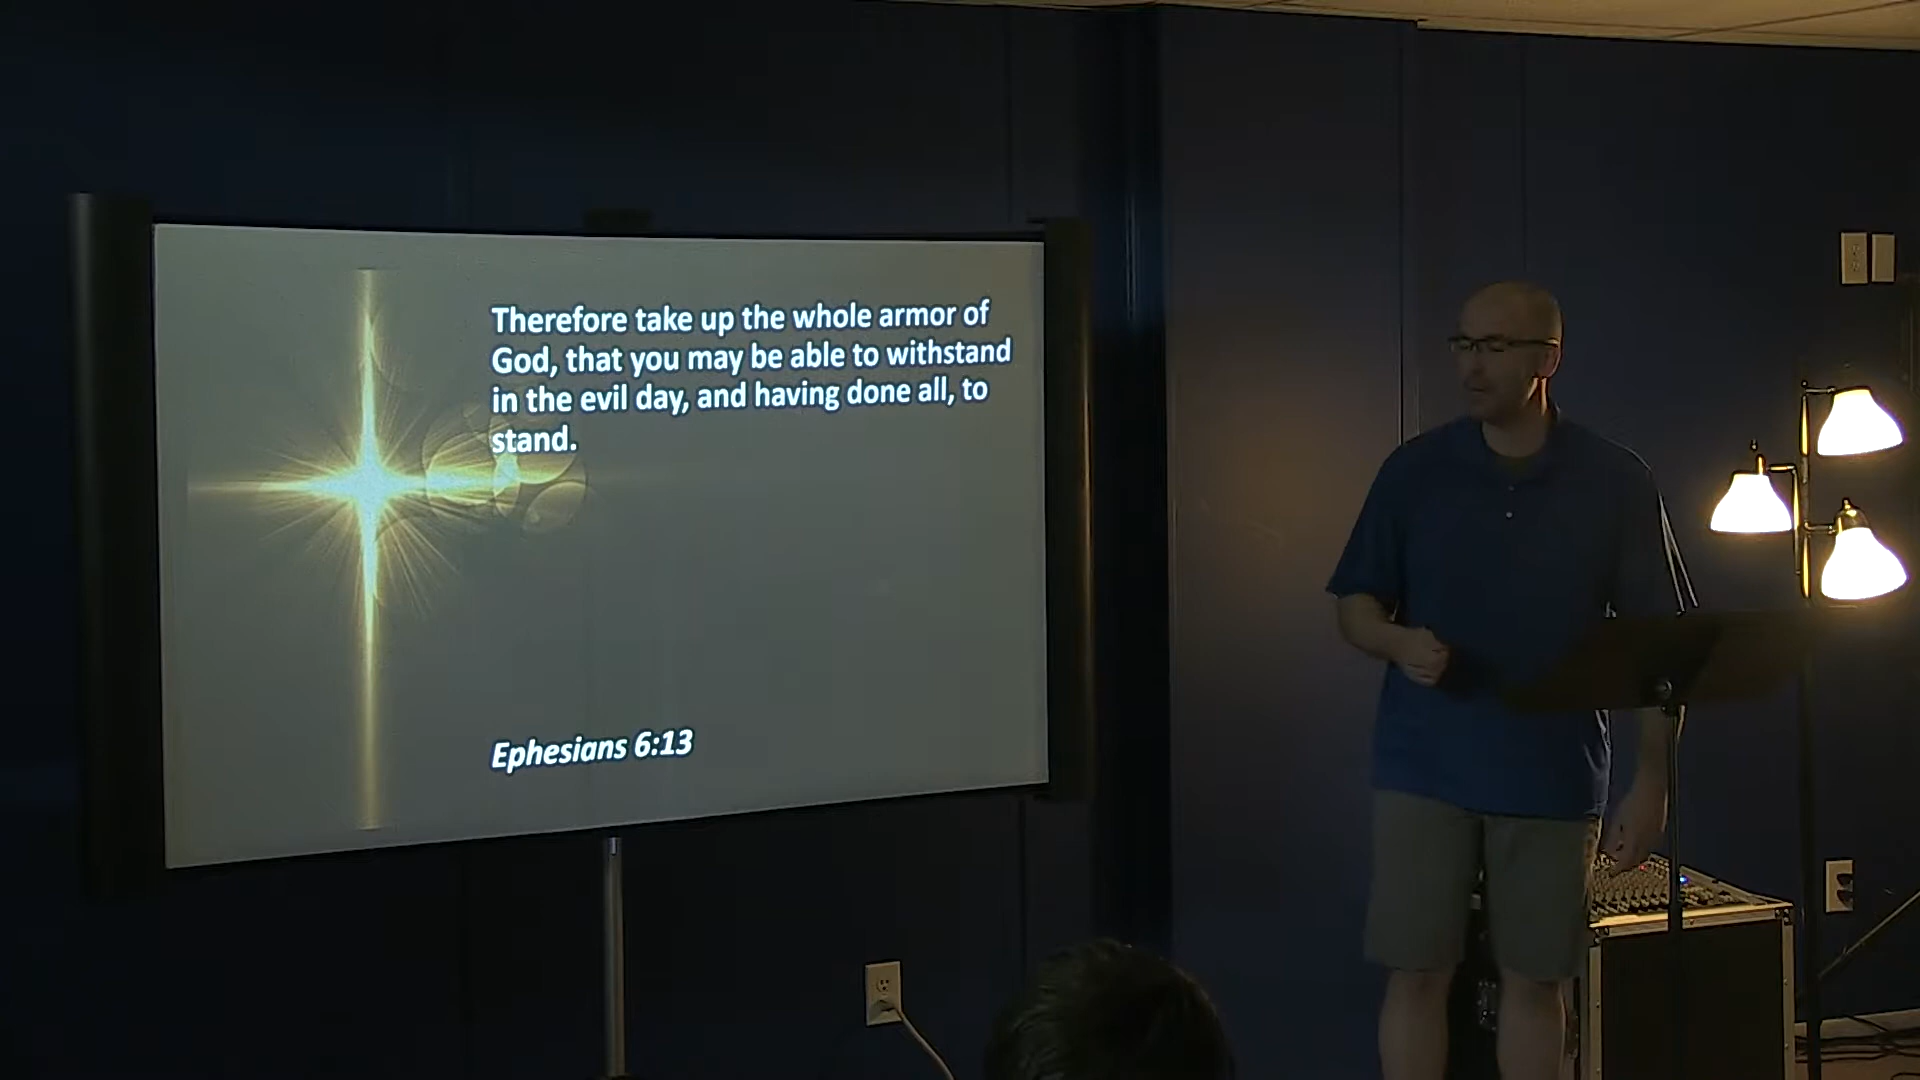 Therefore take up the whole armor of
God, that you may be able to withstand
in the evil day, and having done all, to
stand.
Ephesians 6:13